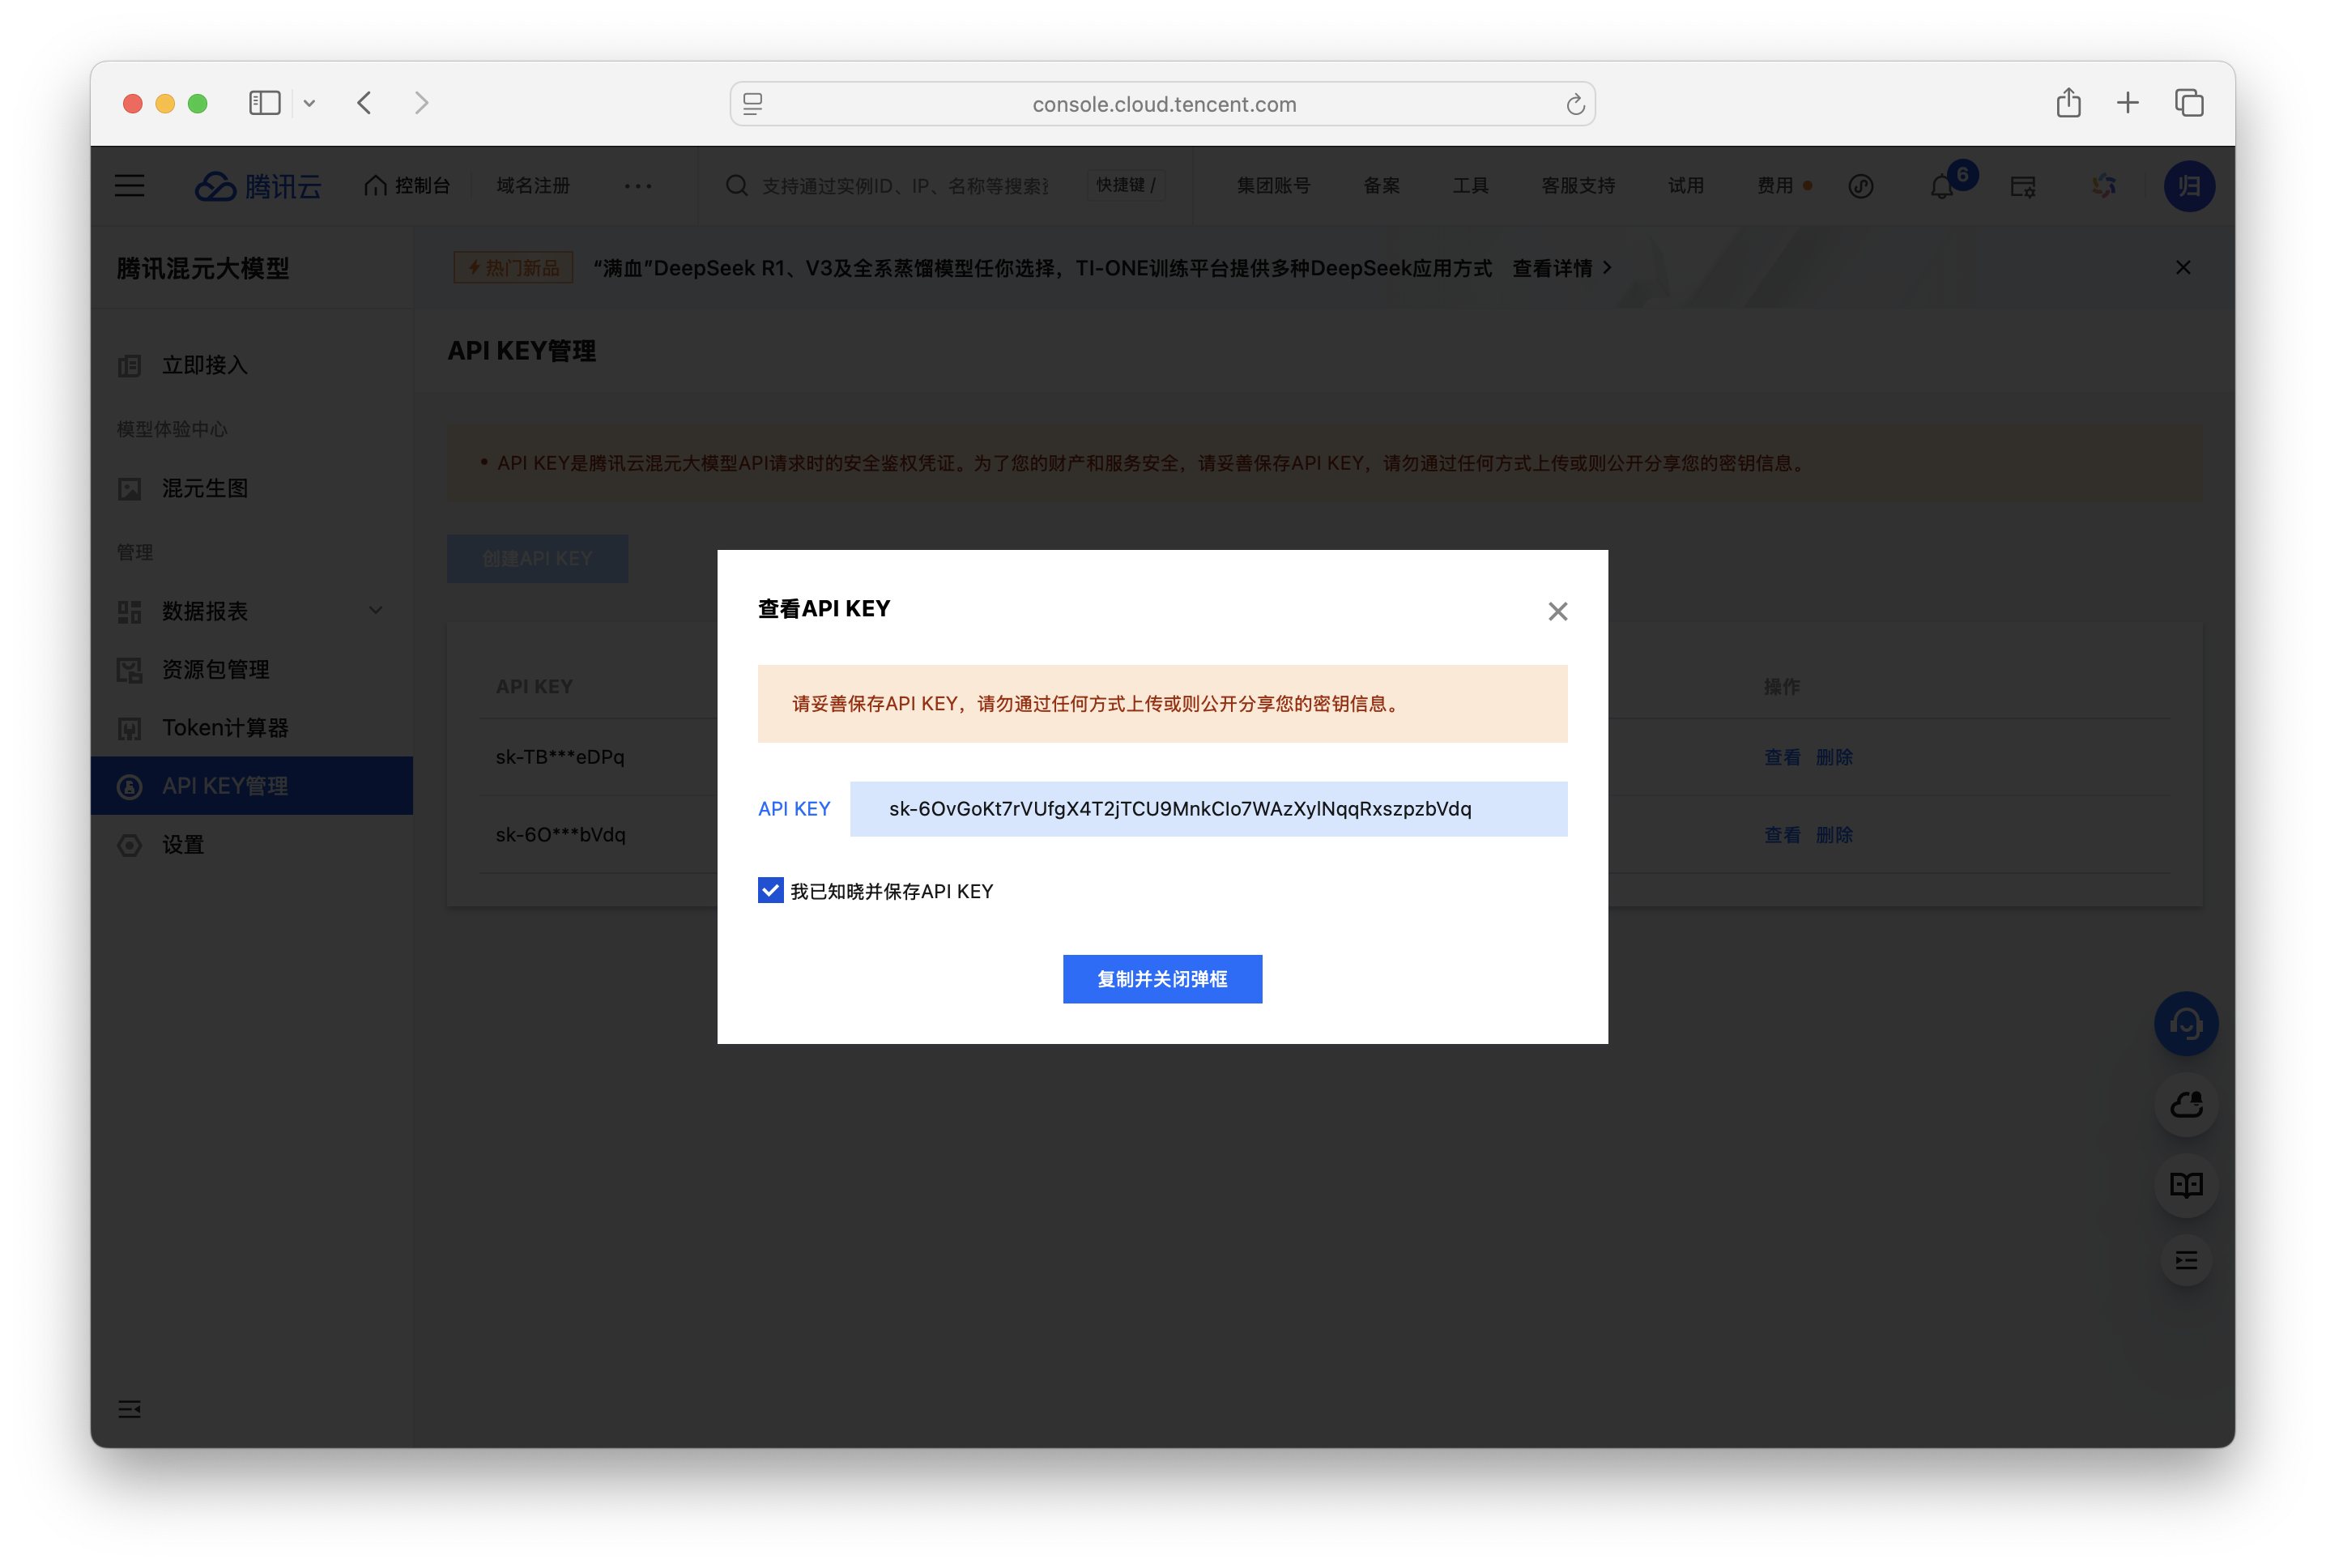 console.cloud.tencent.com
腾讯云 控制台 域名注册 ··· 支持通过实例ID、IP、名称等搜索 快捷键 / 集团账号 备案 工具 客服支持 试用 费用 6 归
腾讯混元大模型
热门新品 “满血”DeepSeek R1、V3及全系蒸馏模型任你选择，TI-ONE训练平台提供多种DeepSeek应用方式 查看详情
API KEY管理
立即接入
模型体验中心
• API KEY是腾讯云混元大模型API请求时的安全鉴权凭证。为了您的财产和服务安全，请妥善保存API KEY，请勿通过任何方式上传或则公开分享您的密钥信息。
混元生图
管理
创建API KEY
数据报表
资源包管理
Token计算器
API KEY管理
设置
API KEY 操作
sk-TB***eDPq 查看 删除
sk-6O***bVdq 查看 删除
查看API KEY
请妥善保存API KEY，请勿通过任何方式上传或则公开分享您的密钥信息。
API KEY sk-6OvGoKt7rVUfgX4T2jTCU9MnkCIo7WAzXylNqqRxszpzbVdq
我已知晓并保存API KEY
复制并关闭弹框